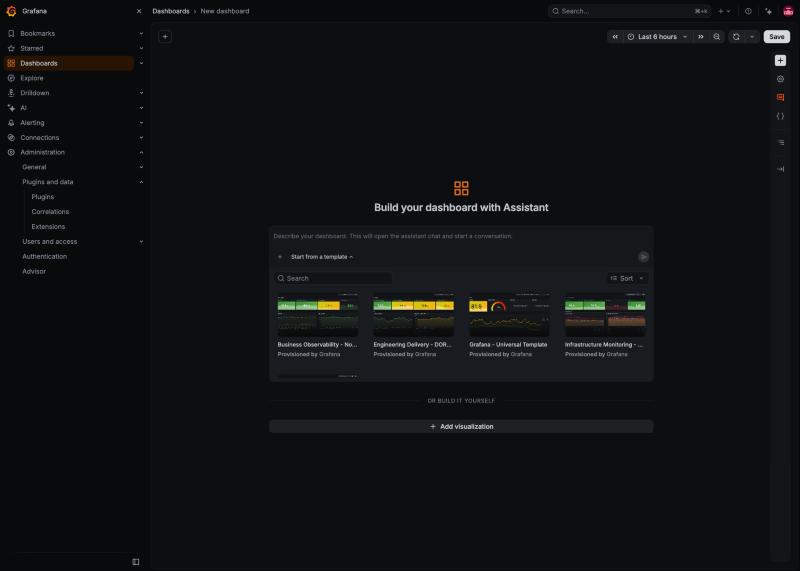 Grafana
Dashboards › New dashboard
Search...
⌘+k
Bookmarks
Starred
Dashboards
Explore
Drilldown
AI
Alerting
Connections
Administration
General
Plugins and data
Plugins
Correlations
Extensions
Users and access
Authentication
Advisor
Last 6 hours
Save
Build your dashboard with Assistant
Describe your dashboard. This will open the assistant chat and start a conversation.
Start from a template
Search
Sort
Business Observability - No...
Engineering Delivery - DOR...
Grafana - Universal Template
Infrastructure Monitoring - ...
Provisioned by Grafana
Provisioned by Grafana
Provisioned by Grafana
Provisioned by Grafana
OR BUILD IT YOURSELF
Add visualization